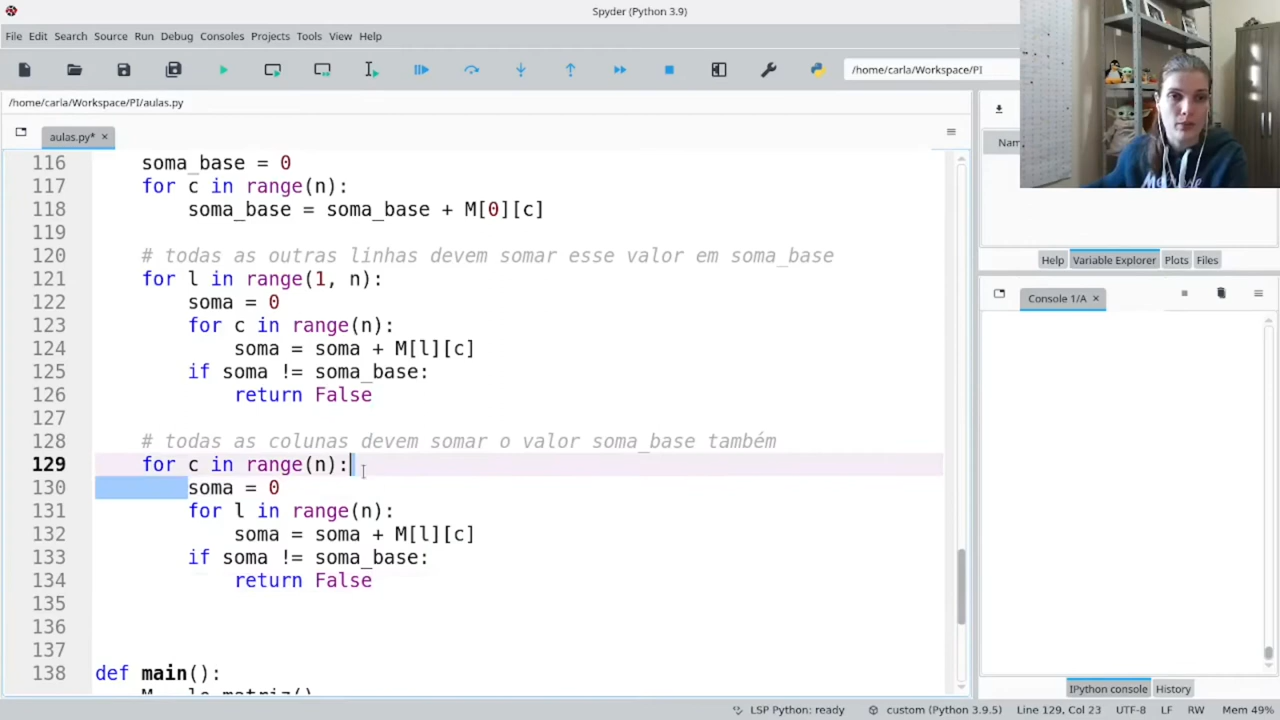 Spyder (Python 3.9)
File Edit Search Source Run Debug Consoles Projects Tools View Help
/home/carla/Workspace/PI
/home/carla/Workspace/PI/aulas.py
aulas.py*
116 soma_base = 0
117 for c in range(n):
118 soma_base = soma_base + M[0][c]
119
120 # todas as outras linhas devem somar esse valor em soma_base
121 for l in range(1, n):
122 soma = 0
123 for c in range(n):
124 soma = soma + M[l][c]
125 if soma != soma_base:
126 return False
127
128 # todas as colunas devem somar o valor soma_base também
129 for c in range(n):
130 soma = 0
131 for l in range(n):
132 soma = soma + M[l][c]
133 if soma != soma_base:
134 return False
135
136
137
138 def main():
Nam
Help Variable Explorer Plots Files
Console 1/A
IPython console History
LSP Python: ready custom (Python 3.9.5) Line 129, Col 23 UTF-8 LF RW Mem 49%